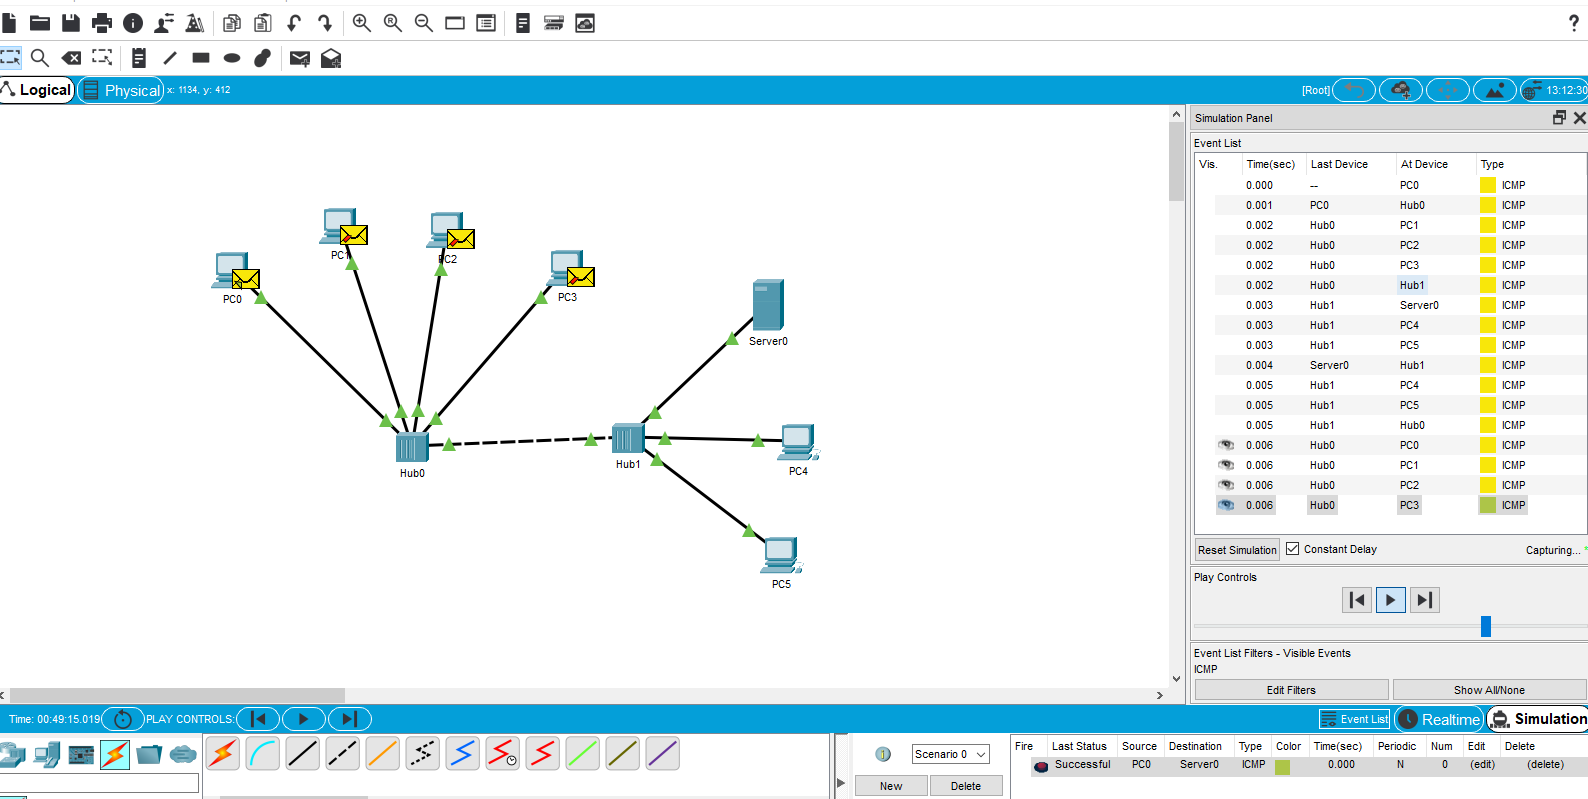 ?
Logical
Physical
x: 1134, y: 412
[Root]
13:12:30
PC0
PC1
PC2
PC3
Server0
Hub0
Hub1
PC4
PC5
Simulation Panel
Event List
Vis. Time(sec) Last Device At Device Type
0.000 -- PC0 ICMP
0.001 PC0 Hub0 ICMP
0.002 Hub0 PC1 ICMP
0.002 Hub0 PC2 ICMP
0.002 Hub0 PC3 ICMP
0.002 Hub0 Hub1 ICMP
0.003 Hub1 Server0 ICMP
0.003 Hub1 PC4 ICMP
0.003 Hub1 PC5 ICMP
0.004 Server0 Hub1 ICMP
0.005 Hub1 PC4 ICMP
0.005 Hub1 PC5 ICMP
0.005 Hub1 Hub0 ICMP
0.006 Hub0 PC0 ICMP
0.006 Hub0 PC1 ICMP
0.006 Hub0 PC2 ICMP
0.006 Hub0 PC3 ICMP
Reset Simulation Constant Delay Capturing...
Play Controls
Event List Filters - Visible Events
ICMP
Edit Filters Show All/None
Time: 00:49:15.019 PLAY CONTROLS:
Event List Realtime Simulation
Scenario 0
New Delete
Fire Last Status Source Destination Type Color Time(sec) Periodic Num Edit Delete
Successful PC0 Server0 ICMP 0.000 N 0 (edit) (delete)